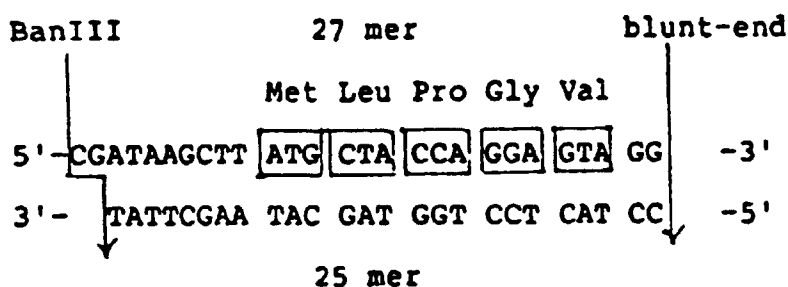 BanIII 27 mer blunt-end
Met Leu Pro Gly Val
5'-CGATAAGCTT ATG CTA CCA GGA GTA GG -3'
3'- TATTCGAA TAC GAT GGT CCT CAT CC -5'
25 mer